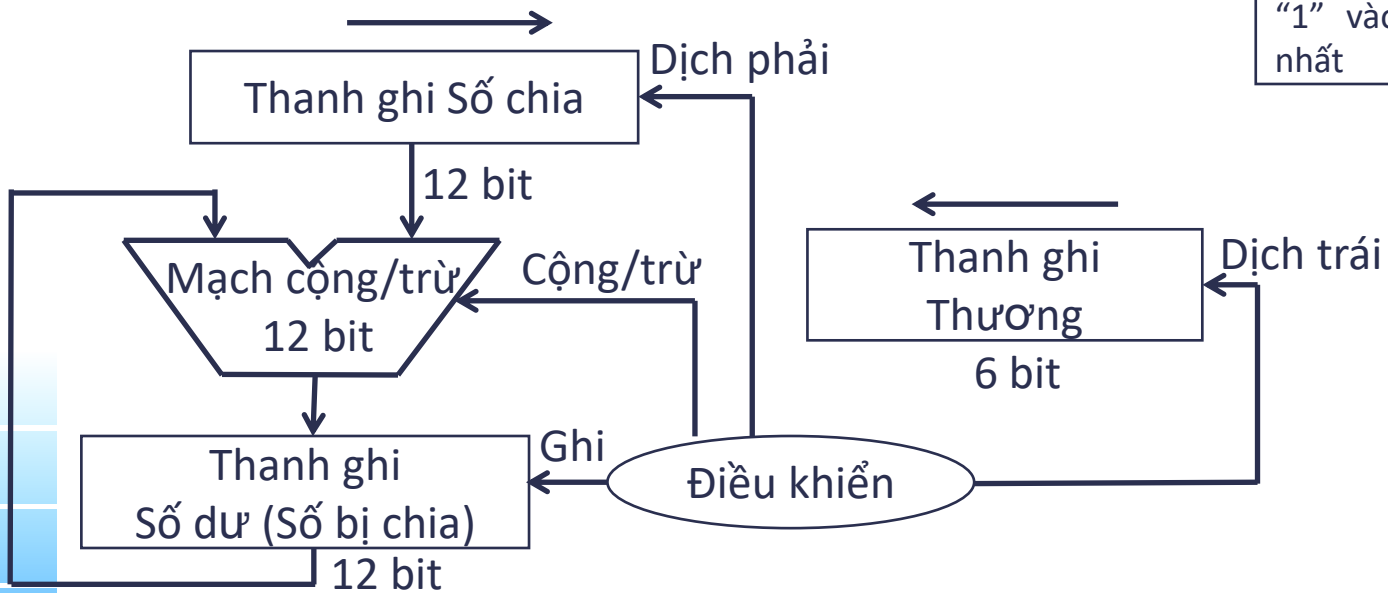 “1” và
nhất
Dịch phải
Thanh ghi Số chia
12 bit
Mạch cộng/trừ
12 bit
Cộng/trừ
Thanh ghi
Thương
Dịch trái
6 bit
Thanh ghi
Số dư (Số bị chia)
Ghi
Điều khiển
12 bit